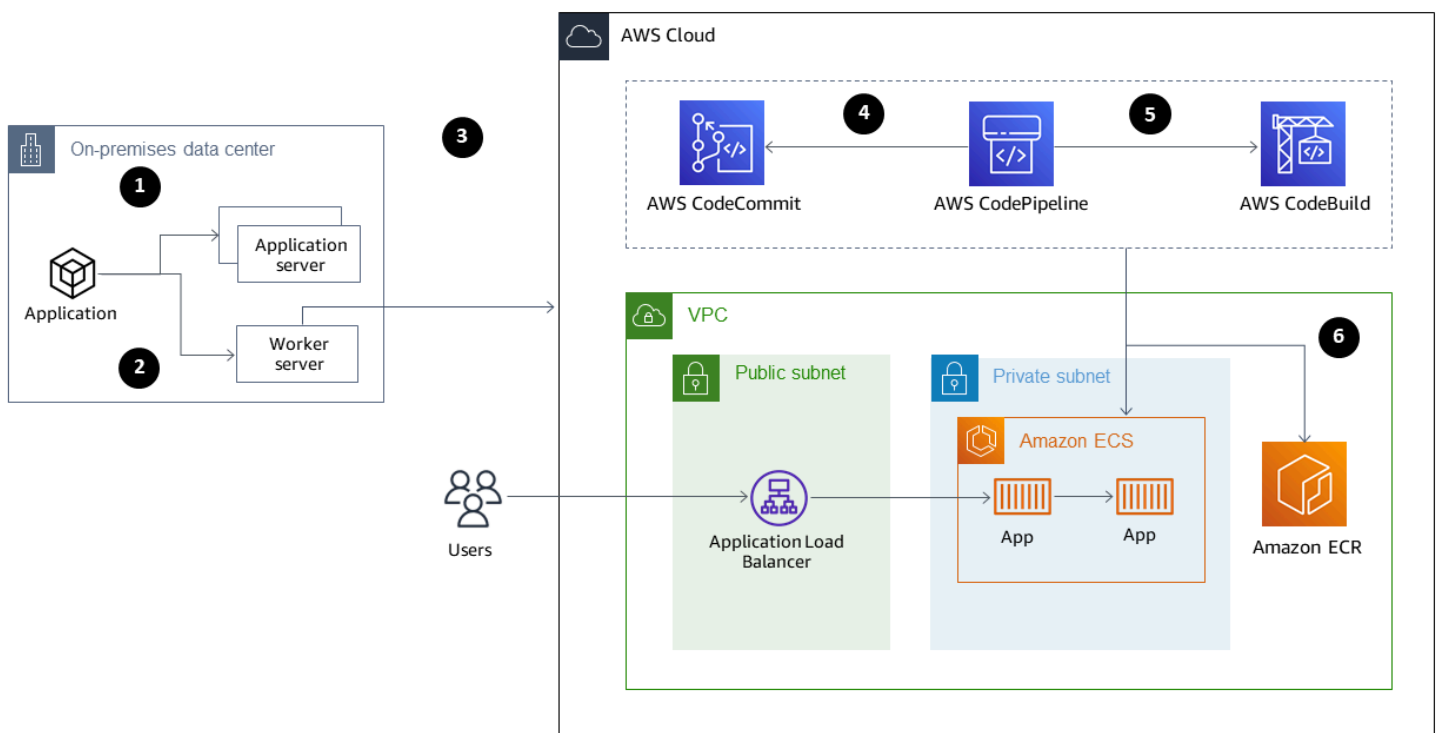 AWS Cloud
4
5
AWS CodeCommit
AWS CodePipeline
AWS CodeBuild
3
On-premises data center
1
Application
server
Application
2
Worker
server
VPC
6
Public subnet
Private subnet
Amazon ECS
Users
Application Load
Balancer
App
App
Amazon ECR